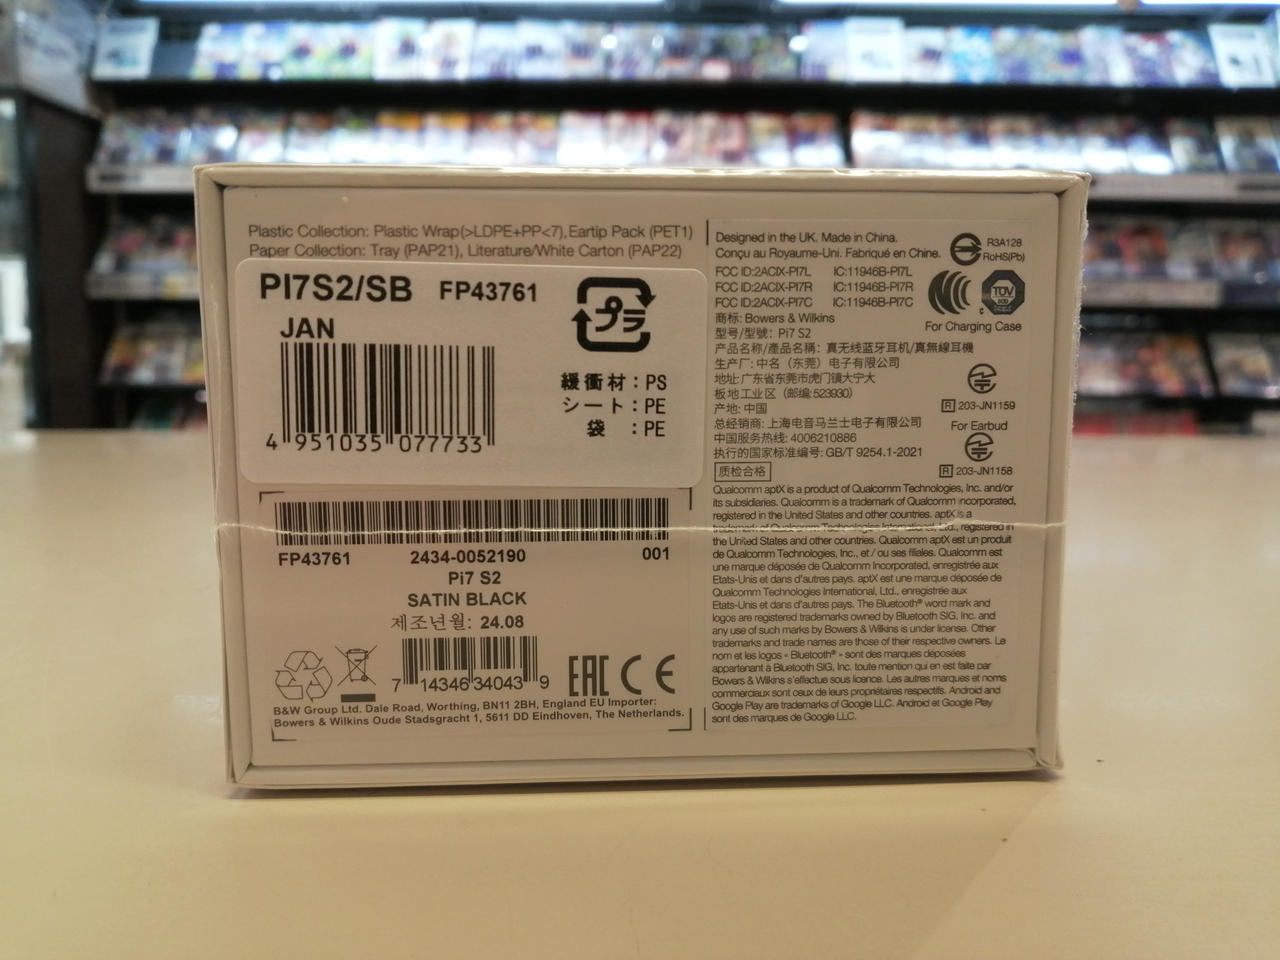 Plastic Collection: Plastic Wrap(>LDPE+PP<7), Eartip Pack (PET1)
Paper Collection: Tray (PAP21), Literature/White Carton (PAP22)
PI7S2/SB FP43761
JAN
4 951035 077733
プラ
緩衝材：PS
シート：PE
袋 ：PE
FP43761 2434-0052190 001
Pi7 S2
SATIN BLACK
제조년월: 24.08
7 14346 34043 9
EAC CE
B&W Group Ltd. Dale Road, Worthing, BN11 2BH, England EU Importer:
Bowers & Wilkins Oude Stadsgracht 1, 5611 DD Eindhoven, The Netherlands.
Designed in the UK. Made in China.
Conçu au Royaume-Uni. Fabriqué en Chine.
R3A128
RoHS(Pb)
FCC ID:2ACIX-PI7L IC:11946B-PI7L
FCC ID:2ACIX-PI7R IC:11946B-PI7R
FCC ID:2ACIX-PI7C IC:11946B-PI7C
TÜV
For Charging Case
商标: Bowers & Wilkins
型号/型號: Pi7 S2
产品名称/產品名稱: 真无线蓝牙耳机/真無線耳機
生产厂: 中名（东莞）电子有限公司
地址:广东省东莞市虎门镇大宁大
板地工业区（邮编:523930）
产地: 中国
总经销商: 上海电音马兰士电子有限公司
中国服务热线: 4006210886
执行的国家标准编号: GB/T 9254.1-2021
质检合格
R 203-JN1159
For Earbud
R 203-JN1158
Qualcomm aptX is a product of Qualcomm Technologies, Inc. and/or
its subsidiaries. Qualcomm is a trademark of Qualcomm Incorporated,
registered in the United States and other countries. aptX is a
trademark of Qualcomm Technologies International, Ltd., registered in
the United States and other countries. Qualcomm aptX est un produit
de Qualcomm Technologies, Inc., et / ou ses filiales. Qualcomm est
une marque déposée de Qualcomm Incorporated, enregistrée aux
Etats-Unis et dans d'autres pays. aptX est une marque déposée de
Qualcomm Technologies International, Ltd., enregistrée aux
Etats-Unis et dans d'autres pays. The Bluetooth® word mark and
logos are registered trademarks owned by Bluetooth SIG, Inc. and
any use of such marks by Bowers & Wilkins is under license. Other
trademarks and trade names are those of their respective owners. Le
nom et les logos « Bluetooth® » sont des marques déposées
appartenant à Bluetooth SIG, Inc. toute mention qui en est faite par
Bowers & Wilkins s'effectue sous licence. Les autres marques et noms
commerciaux sont ceux de leurs propriétaires respectifs. Android and
Google Play are trademarks of Google LLC. Android et Google Play
sont des marques de Google LLC.